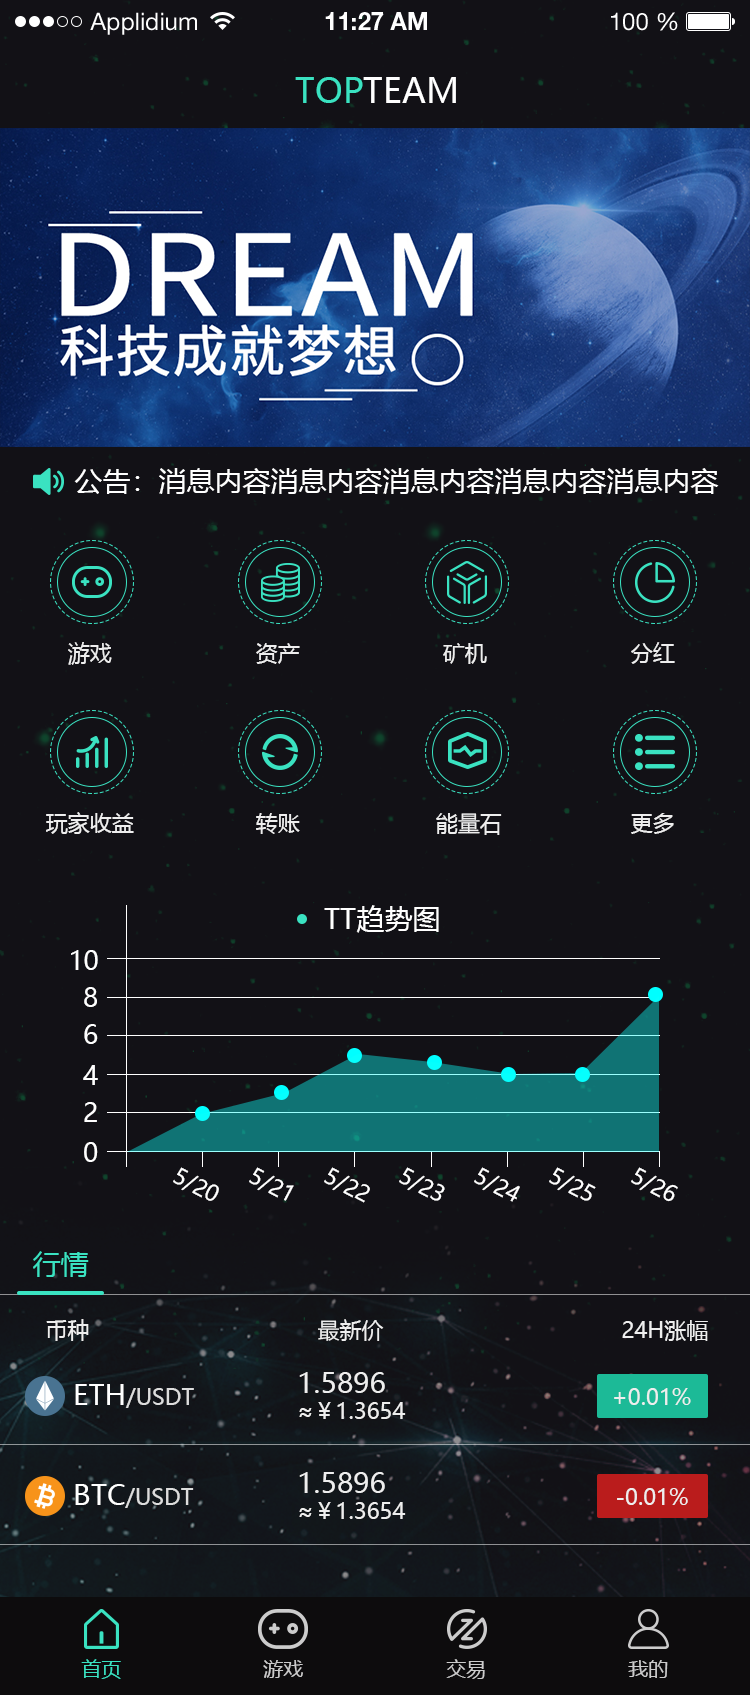 Applidium 11:27 AM 100 %
TOPTEAM
DREAM
科技成就梦想
公告：消息内容消息内容消息内容消息内容消息内容
游戏 资产 矿机 分红
玩家收益 转账 能量石 更多
TT趋势图
10
8
6
4
2
0
5/20 5/21 5/22 5/23 5/24 5/25 5/26
行情
币种 最新价 24H涨幅
ETH/USDT 1.5896 +0.01%
≈￥1.3654
BTC/USDT 1.5896 -0.01%
≈￥1.3654
首页 游戏 交易 我的